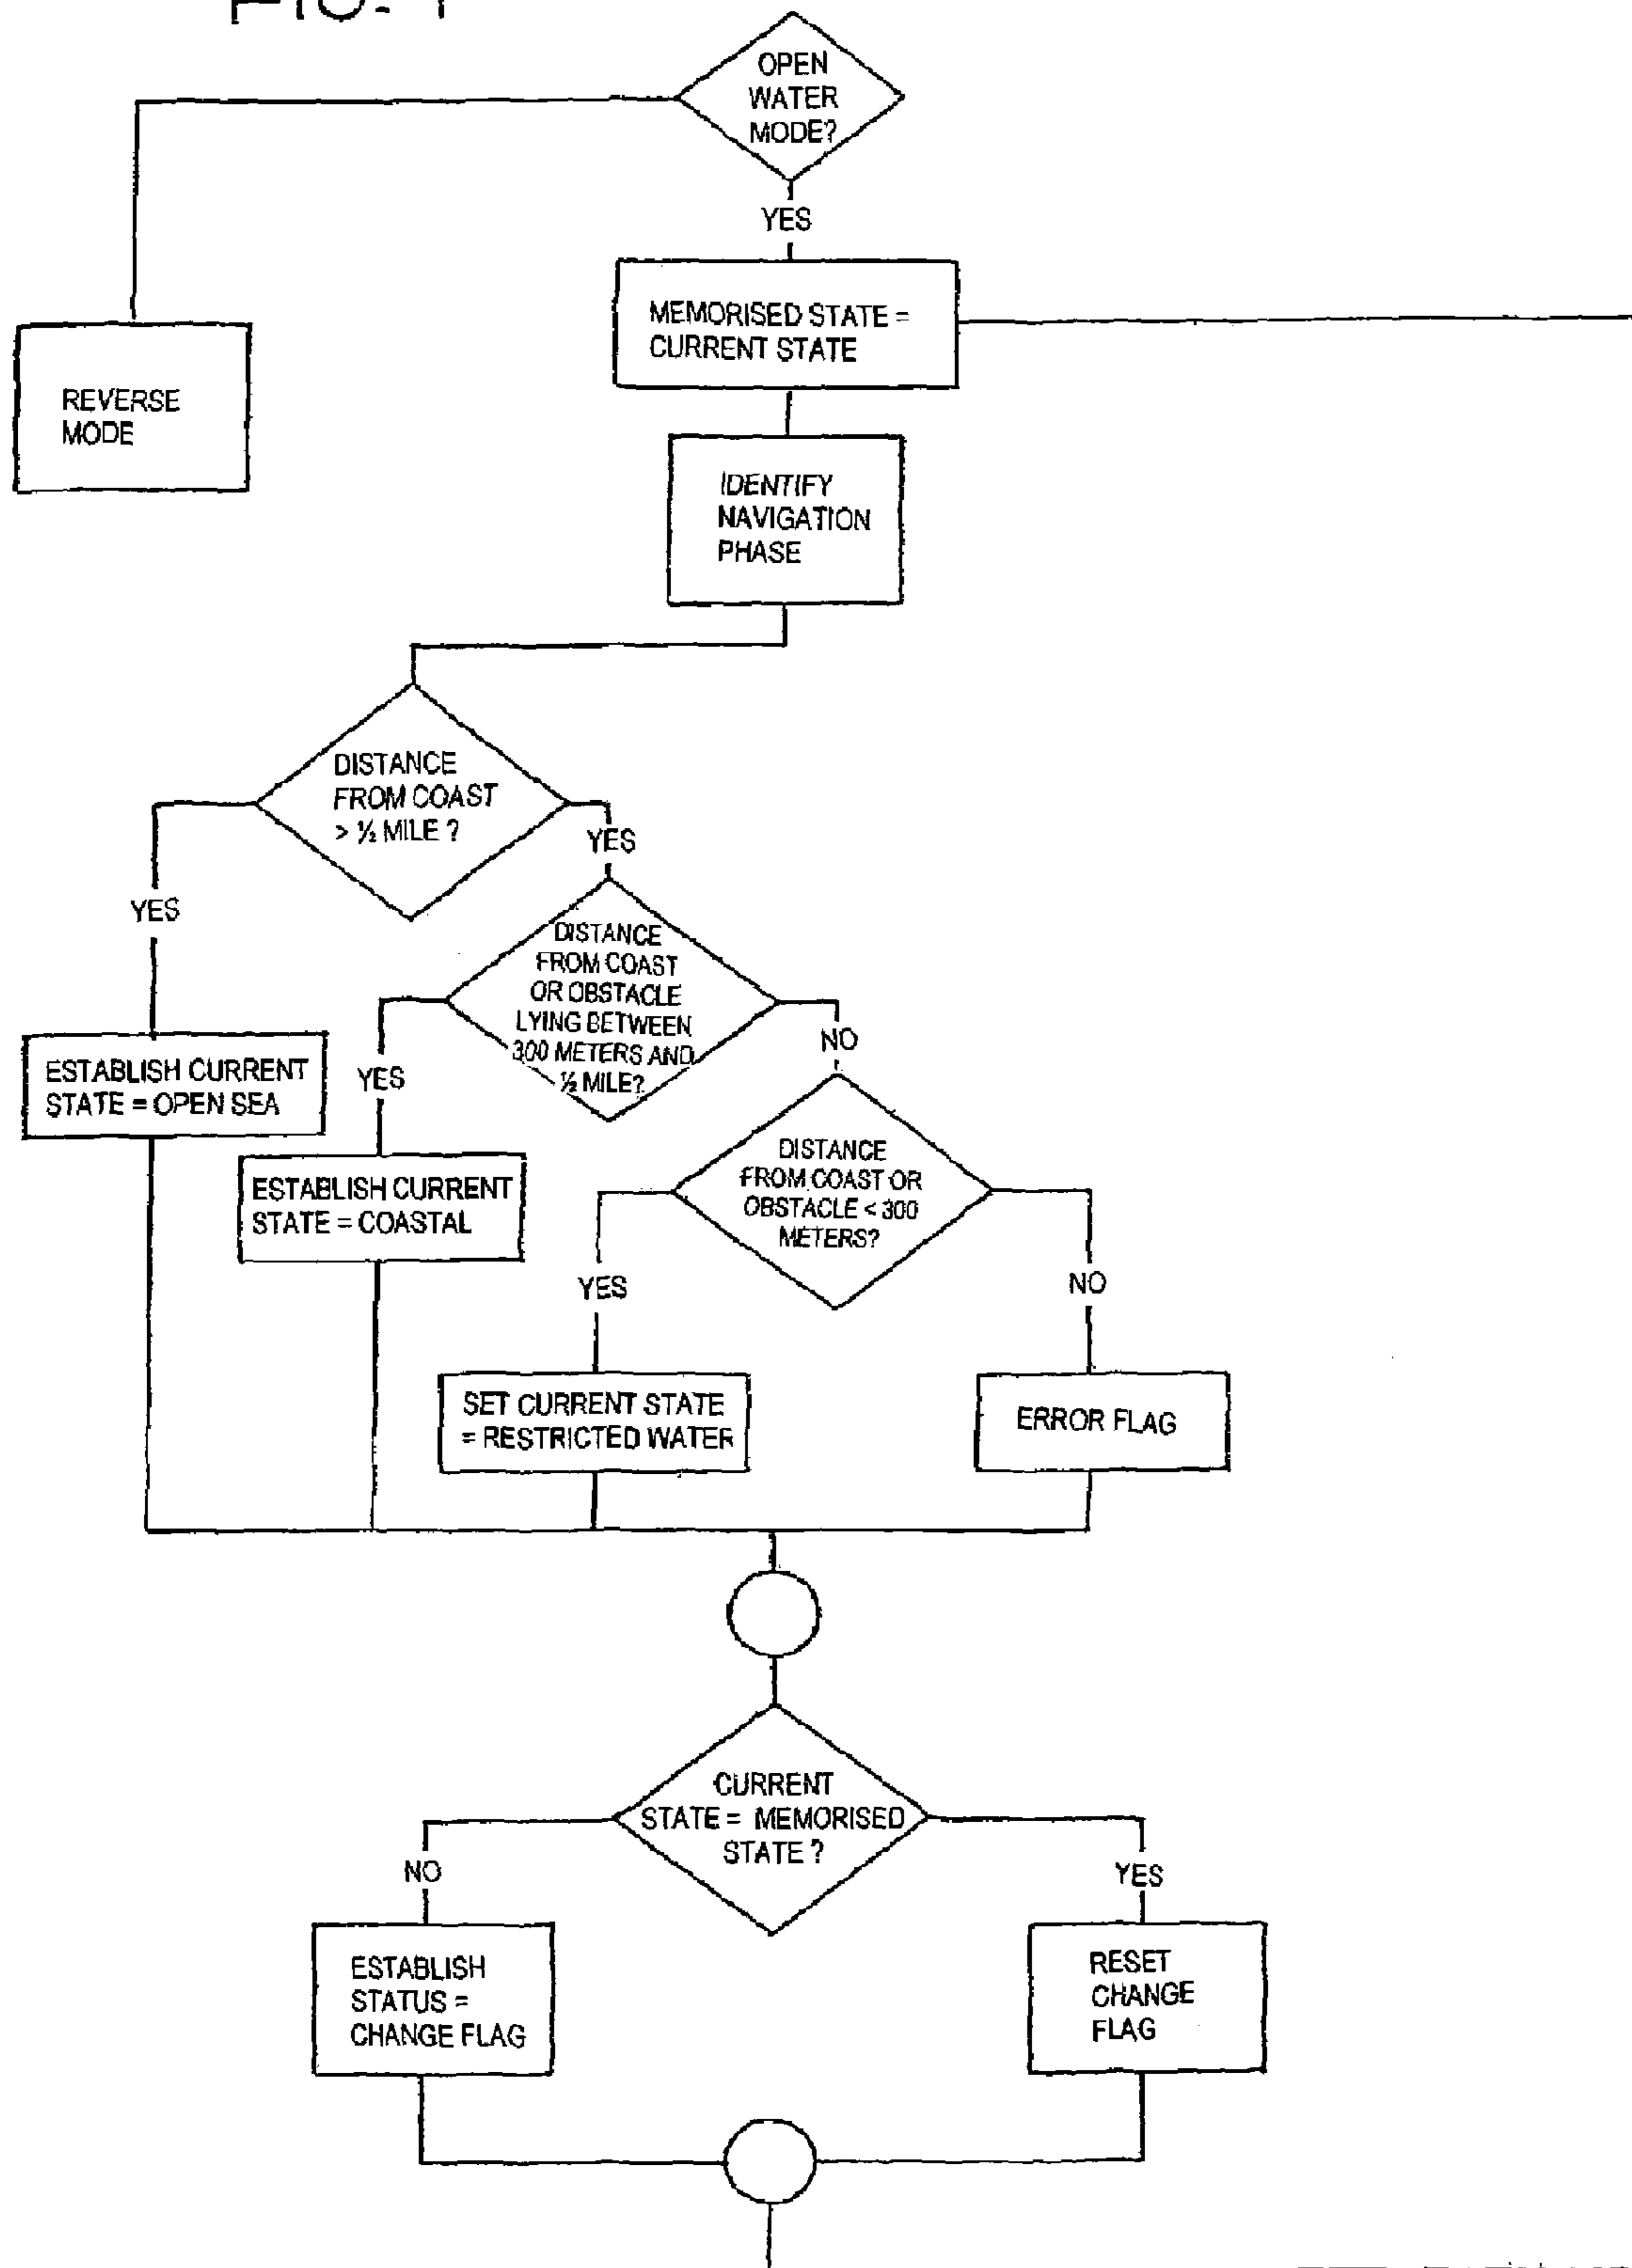 FIG. 1
OPEN
WATER
MODE?
YES
MEMORISED STATE =
CURRENT STATE
REVERSE
MODE
IDENTIFY
NAVIGATION
PHASE
DISTANCE
FROM COAST
> ½ MILE ?
YES
YES
DISTANCE
FROM COAST
OR OBSTACLE
LYING BETWEEN
300 METERS AND
½ MILE?
NO
YES
ESTABLISH CURRENT
STATE = OPEN SEA
DISTANCE
FROM COAST OR
OBSTACLE < 300
METERS?
ESTABLISH CURRENT
STATE = COASTAL
YES
NO
SET CURRENT STATE
= RESTRICTED WATER
ERROR FLAG
CURRENT
STATE = MEMORISED
STATE ?
NO
YES
ESTABLISH
STATUS =
CHANGE FLAG
RESET
CHANGE
FLAG